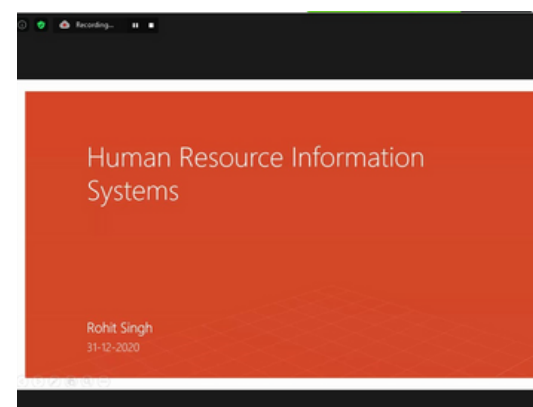 Recording...
Human Resource Information
Systems
Rohit Singh
31-12-2020